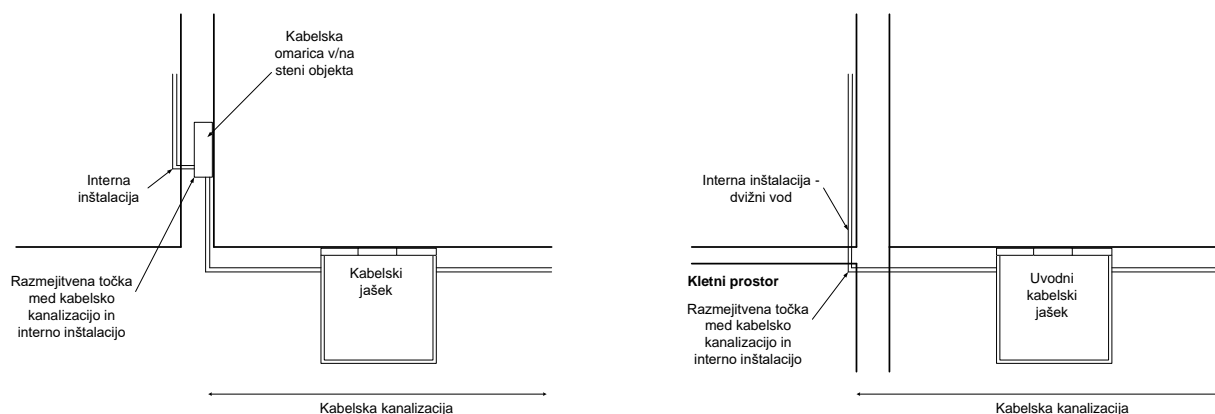 Kabelska
omarica v/na
steni objekta
Interna
inštalacija
Razmejitvena točka
med kabelsko
kanalizacijo in
interno inštalacijo
Kabelski
jašek
Kabelska kanalizacija
Interna inštalacija -
dvižni vod
Kletni prostor
Razmejitvena točka
med kabelsko
kanalizacijo in
interno inštalacijo
Uvodni
kabelski
jašek
Kabelska kanalizacija